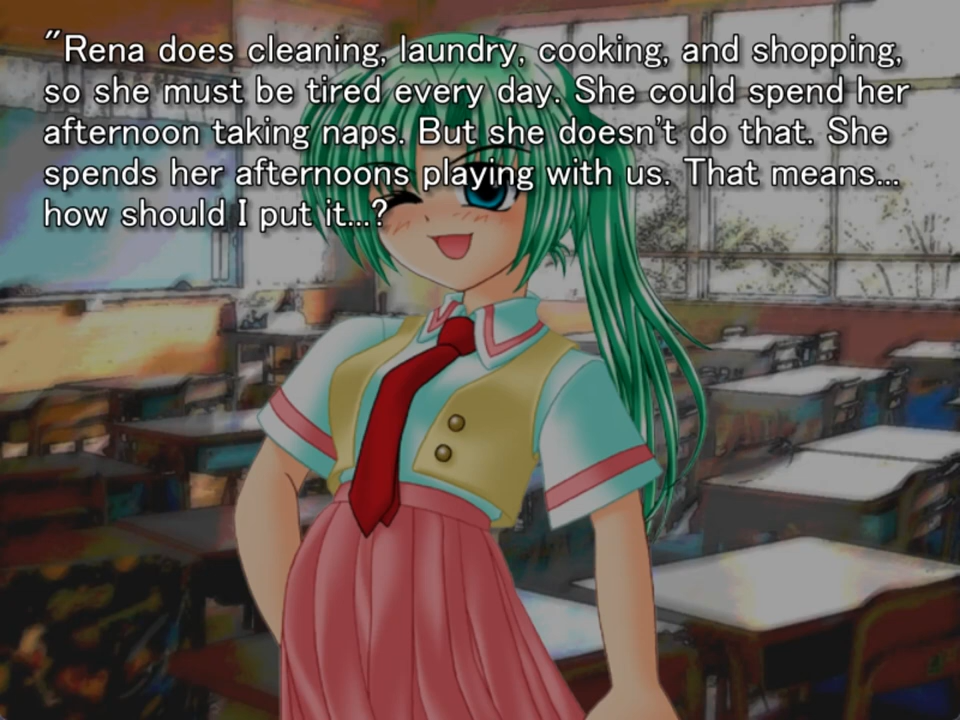 "Rena does cleaning, laundry, cooking, and shopping,
so she must be tired every day. She could spend her
afternoon taking naps. But she doesn't do that. She
spends her afternoons playing with us. That means...
how should I put it...?